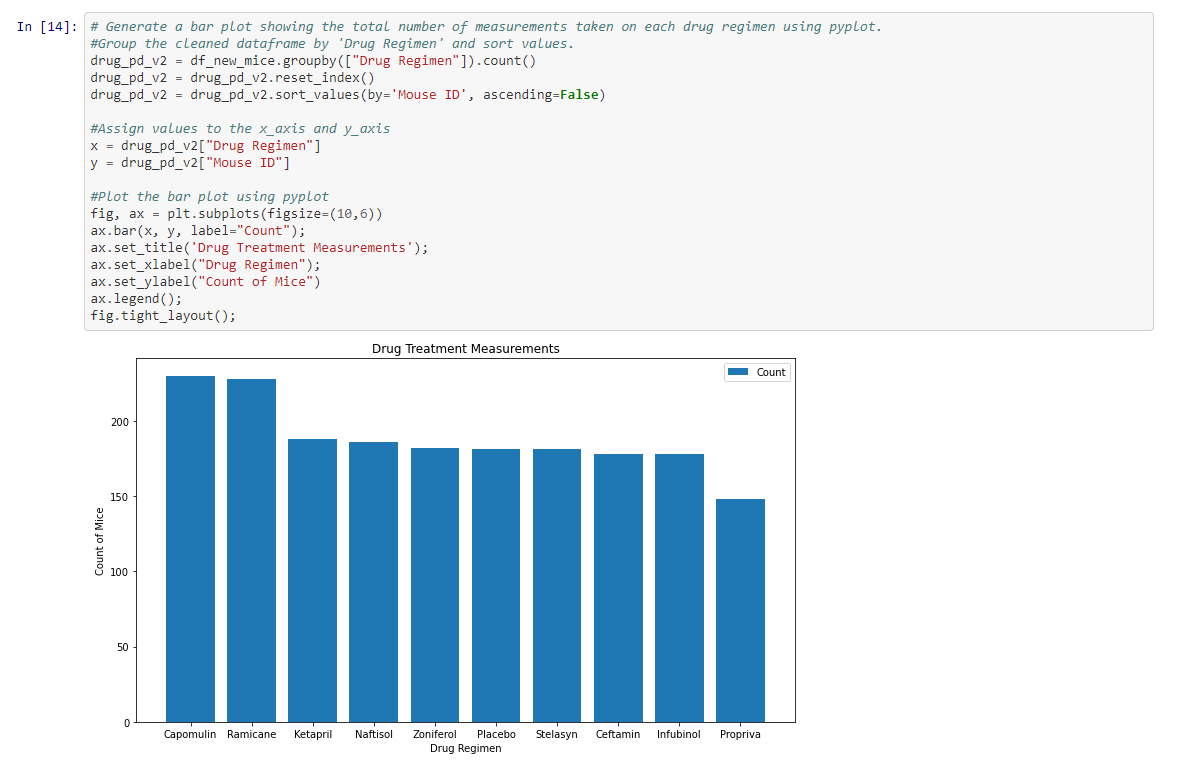 In [14]:
# Generate a bar plot showing the total number of measurements taken on each drug regimen using pyplot.
#Group the cleaned dataframe by 'Drug Regimen' and sort values.
drug_pd_v2 = df_new_mice.groupby(["Drug Regimen"]).count()
drug_pd_v2 = drug_pd_v2.reset_index()
drug_pd_v2 = drug_pd_v2.sort_values(by='Mouse ID', ascending=False)
#Assign values to the x_axis and y_axis
x = drug_pd_v2["Drug Regimen"]
y = drug_pd_v2["Mouse ID"]
#Plot the bar plot using pyplot
fig, ax = plt.subplots(figsize=(10,6))
ax.bar(x, y, label="Count");
ax.set_title('Drug Treatment Measurements');
ax.set_xlabel("Drug Regimen");
ax.set_ylabel("Count of Mice")
ax.legend();
fig.tight_layout();
Drug Treatment Measurements
Count
200
150
100
50
0
Count of Mice
Capomulin Ramicane Ketapril Naftisol Zoniferol Placebo Stelasyn Ceftamin Infubinol Propriva
Drug Regimen